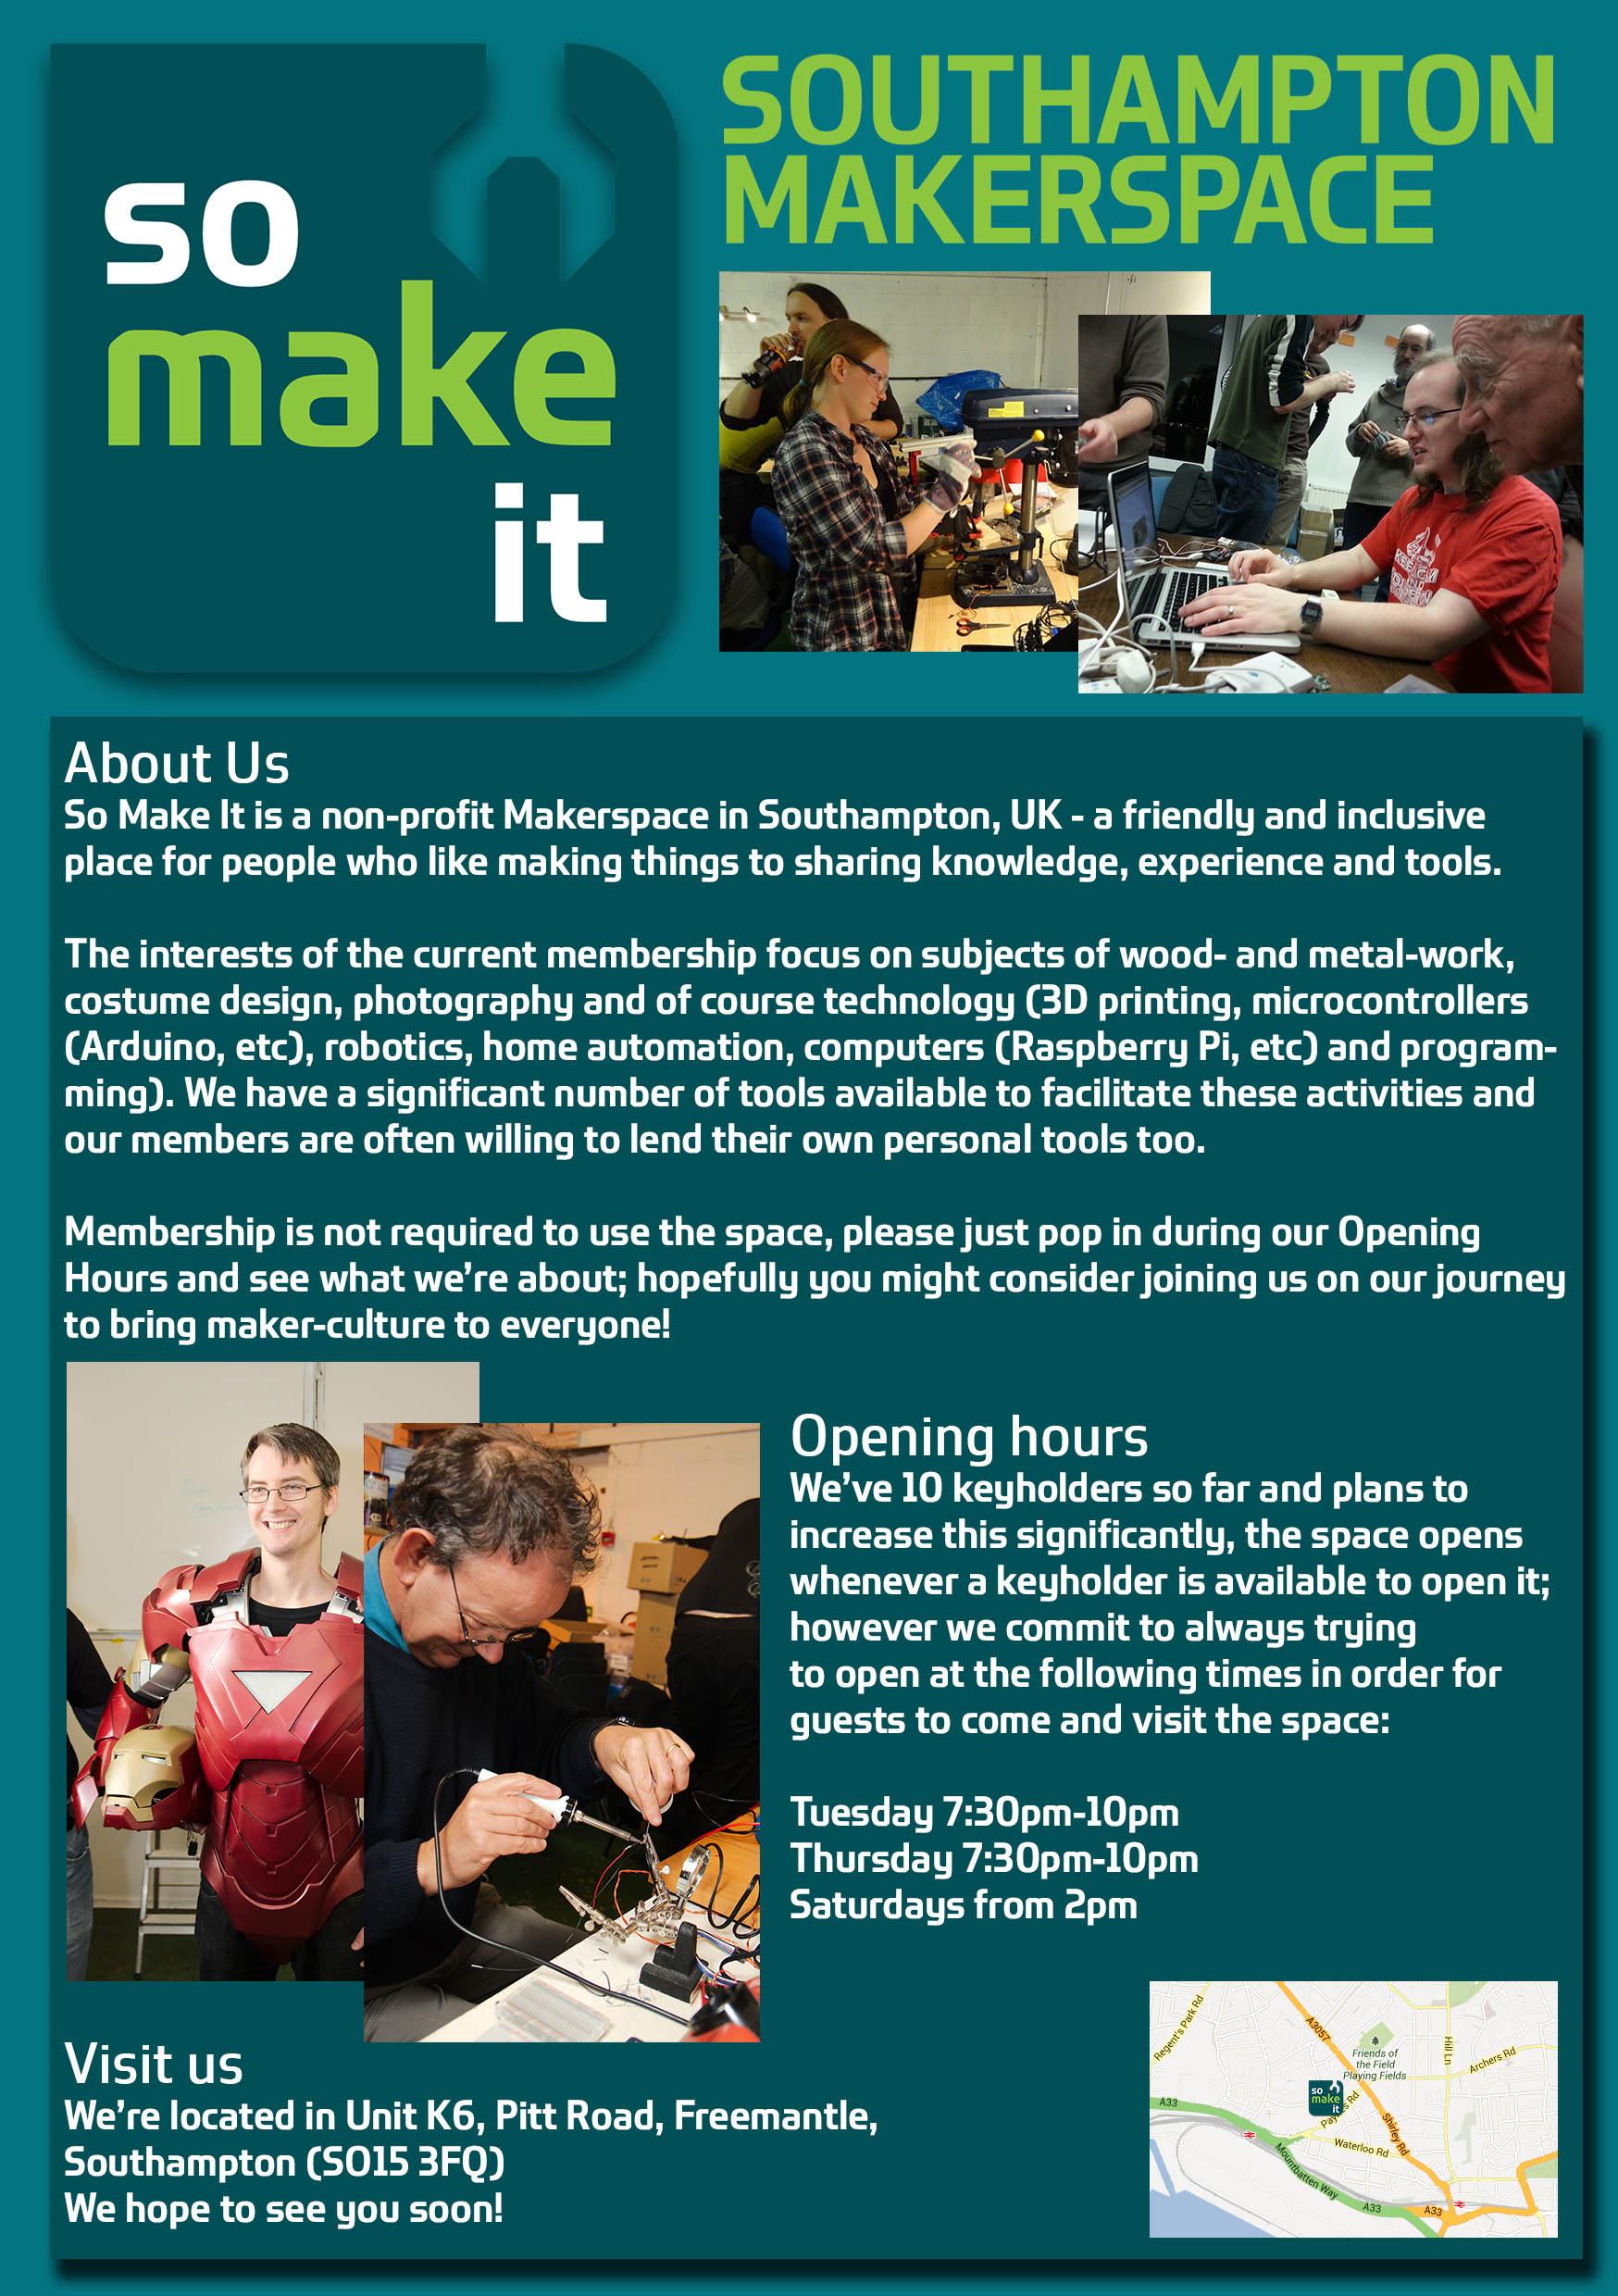 so
make
it
SOUTHAMPTON
MAKERSPACE
About Us
So Make It is a non-profit Makerspace in Southampton, UK - a friendly and inclusive
place for people who like making things to sharing knowledge, experience and tools.
The interests of the current membership focus on subjects of wood- and metal-work,
costume design, photography and of course technology (3D printing, microcontrollers
(Arduino, etc), robotics, home automation, computers (Raspberry Pi, etc) and program-
ming). We have a significant number of tools available to facilitate these activities and
our members are often willing to lend their own personal tools too.
Membership is not required to use the space, please just pop in during our Opening
Hours and see what we're about; hopefully you might consider joining us on our journey
to bring maker-culture to everyone!
Opening hours
We've 10 keyholders so far and plans to
increase this significantly, the space opens
whenever a keyholder is available to open it;
however we commit to always trying
to open at the following times in order for
guests to come and visit the space:
Tuesday 7:30pm-10pm
Thursday 7:30pm-10pm
Saturdays from 2pm
Visit us
We're located in Unit K6, Pitt Road, Freemantle,
Southampton (SO15 3FQ)
We hope to see you soon!
Regent's Park Rd
A3057
Friends of
the Field
Playing Fields
Hill Ln
Archers Rd
so
make
it
Rd
A33
Shirley Rd
Waterloo Rd
Mountbatten Way
A33
A33